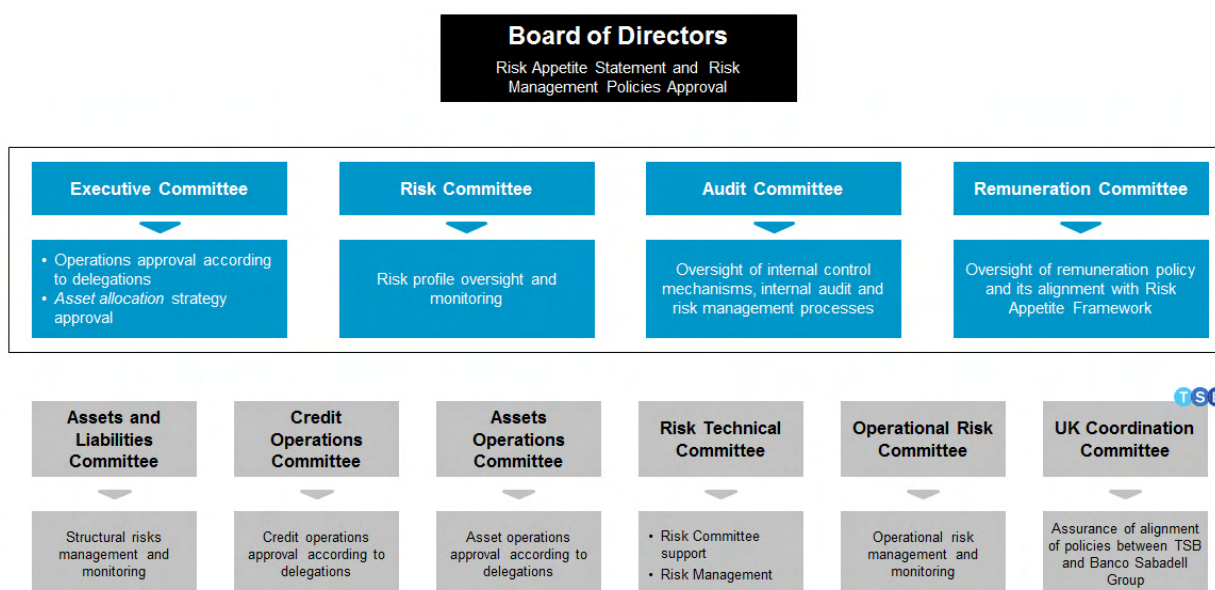 Board of Directors
Risk Appetite Statement and Risk
Management Policies Approval
Executive Committee
Risk Committee
Audit Committee
Remuneration Committee
• Operations approval according
to delegations
• Asset allocation strategy
approval
Risk profile oversight and
monitoring
Oversight of internal control
mechanisms, internal audit and
risk management processes
Oversight of remuneration policy
and its alignment with Risk
Appetite Framework
TS
Assets and
Liabilities
Committee
Credit
Operations
Committee
Assets
Operations
Committee
Risk Technical
Committee
Operational Risk
Committee
UK Coordination
Committee
Structural risks
management and
monitoring
Credit operations
approval according to
delegations
Asset operations
approval according to
delegations
• Risk Committee
support
• Risk Management
Operational risk
management and
monitoring
Assurance of alignment
of policies between TSB
and Banco Sabadell
Group